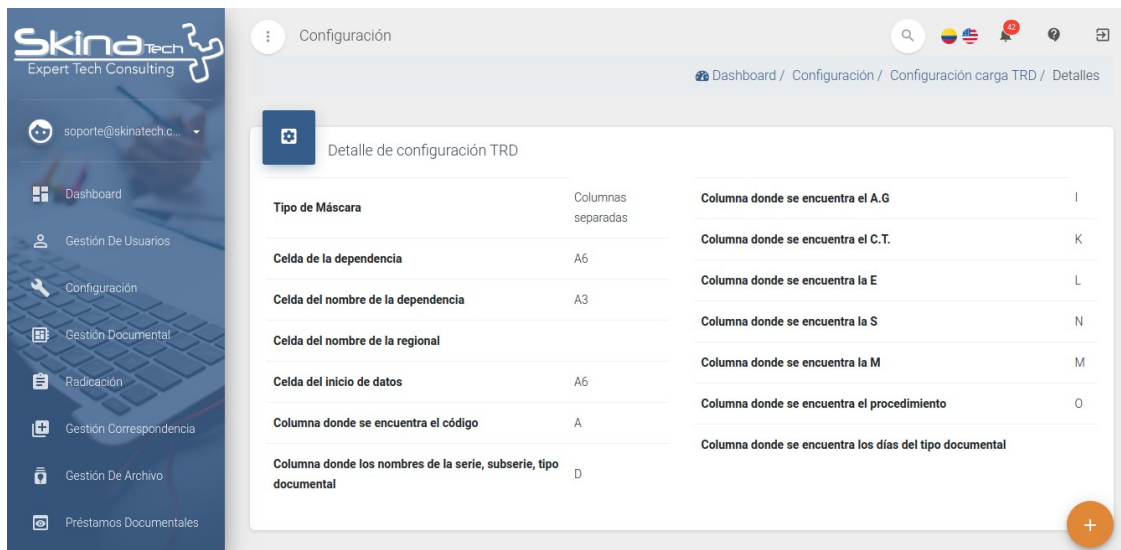 Skina Tech
Expert Tech Consulting
soporte@skinatech.c...
Dashboard
Gestión De Usuarios
Configuración
Gestión Documental
Radicación
Gestión Correspondencia
Gestión De Archivo
Préstamos Documentales
Configuración
42
Dashboard / Configuración / Configuración carga TRD / Detalles
Detalle de configuración TRD
Tipo de Máscara Columnas
separadas
Celda de la dependencia A6
Celda del nombre de la dependencia A3
Celda del nombre de la regional
Celda del inicio de datos A6
Columna donde se encuentra el código A
Columna donde los nombres de la serie, subserie, tipo
documental D
Columna donde se encuentra el A.G I
Columna donde se encuentra el C.T. K
Columna donde se encuentra la E L
Columna donde se encuentra la S N
Columna donde se encuentra la M M
Columna donde se encuentra el procedimiento O
Columna donde se encuentra los días del tipo documental